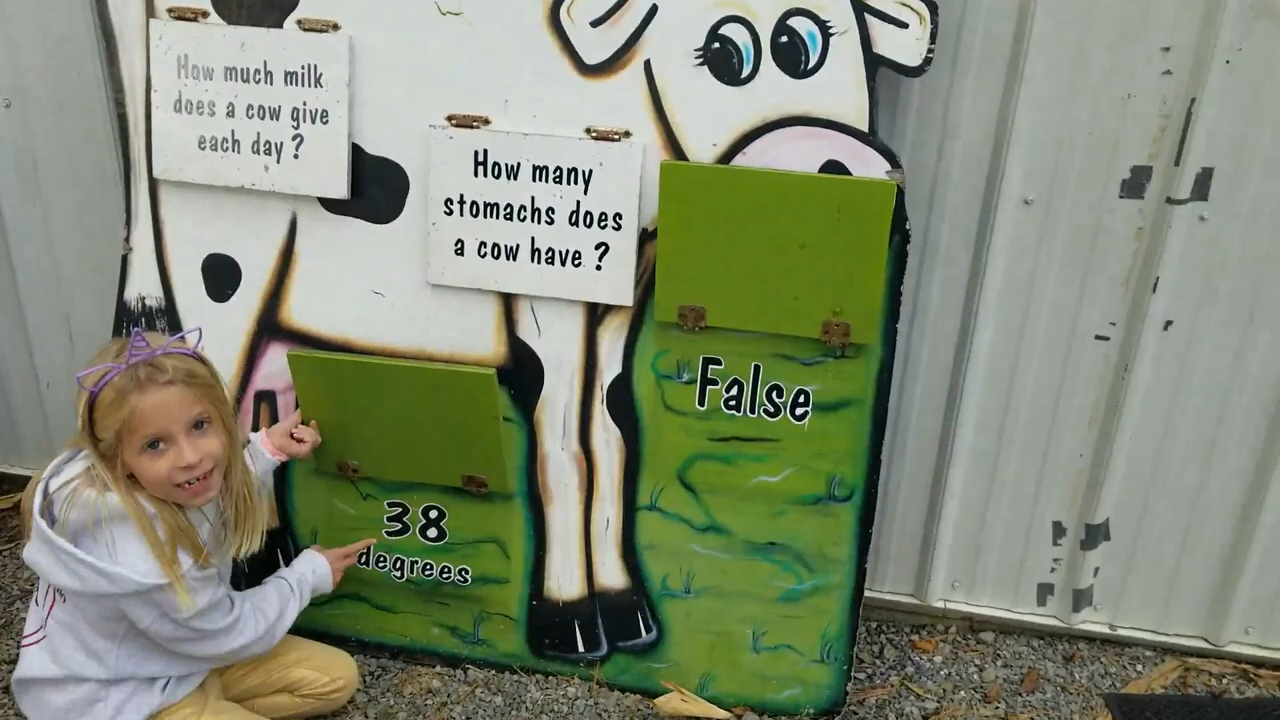 How much milk
does a cow give
each day ?
How many
stomachs does
a cow have ?
False
38
degrees